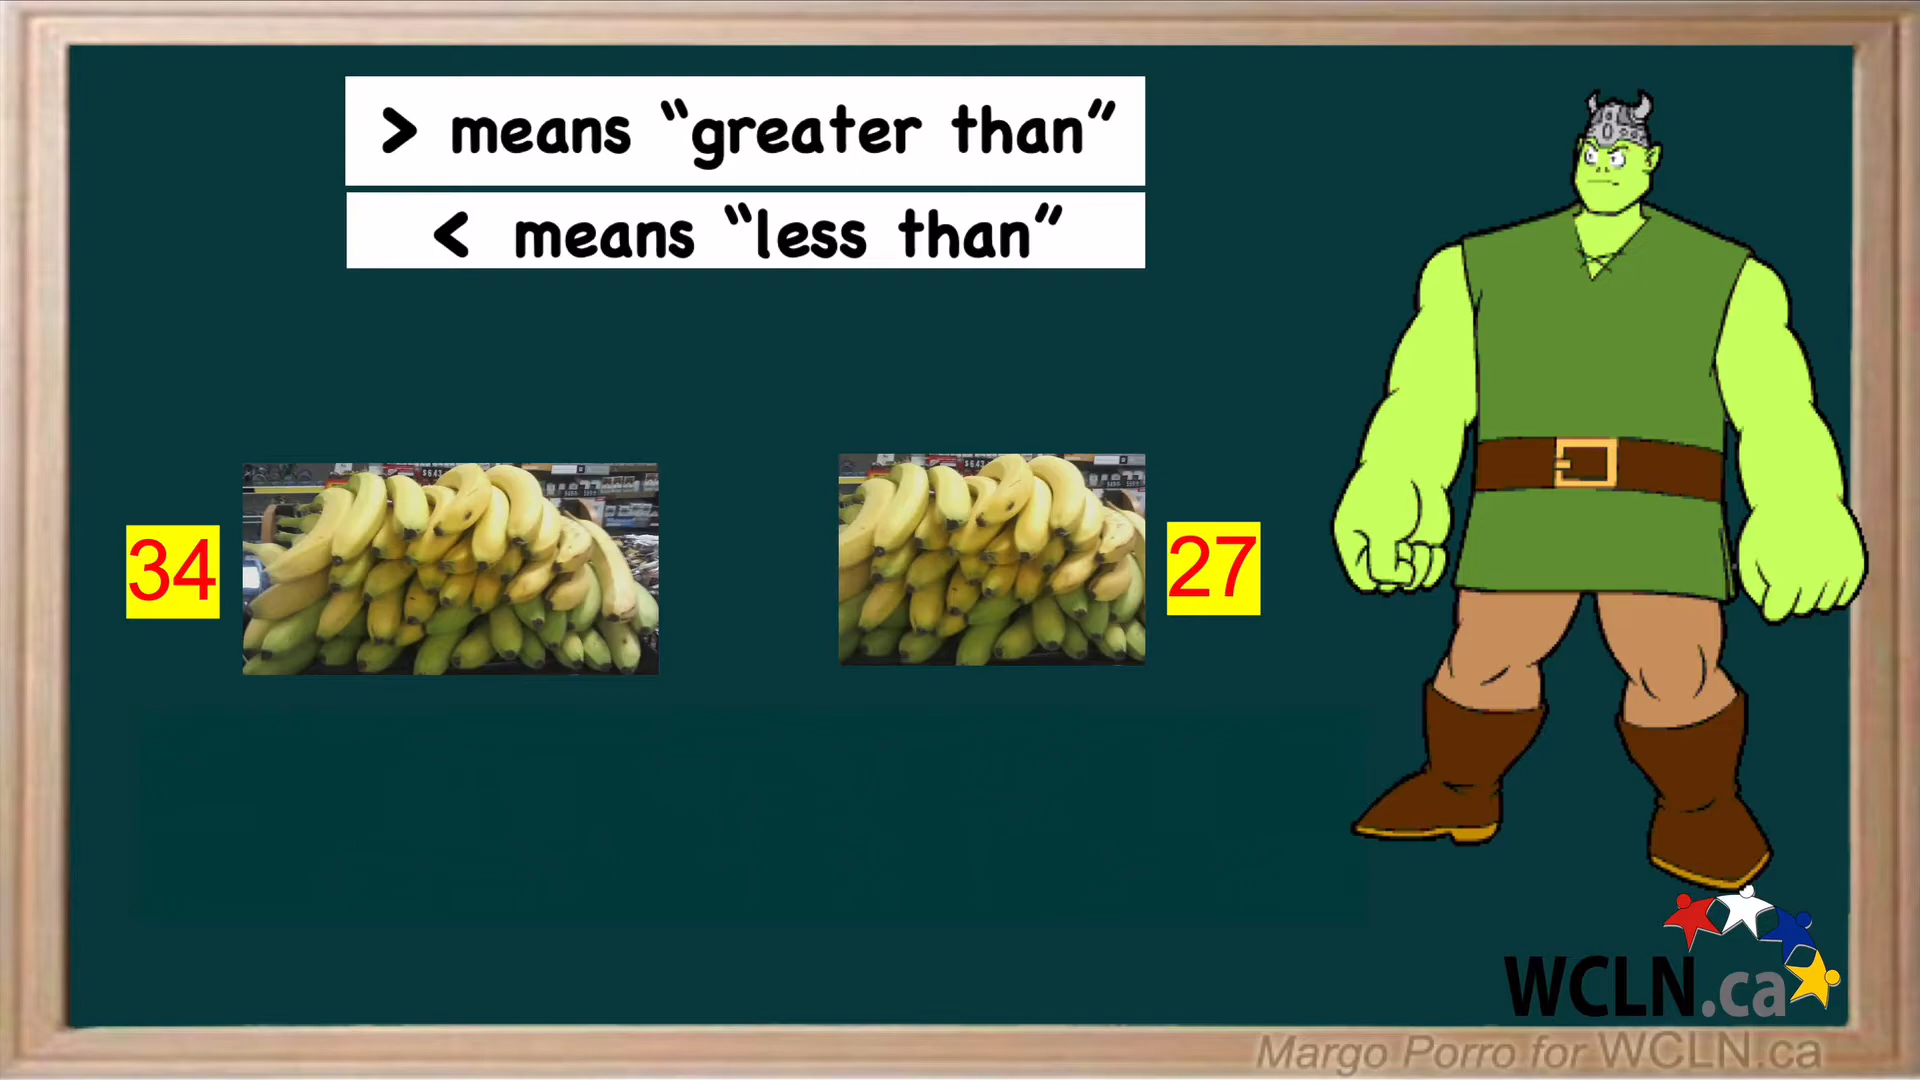 > means “greater than”
< means “less than”
34
27
WCLN.ca
Margo Porro for WCLN.ca